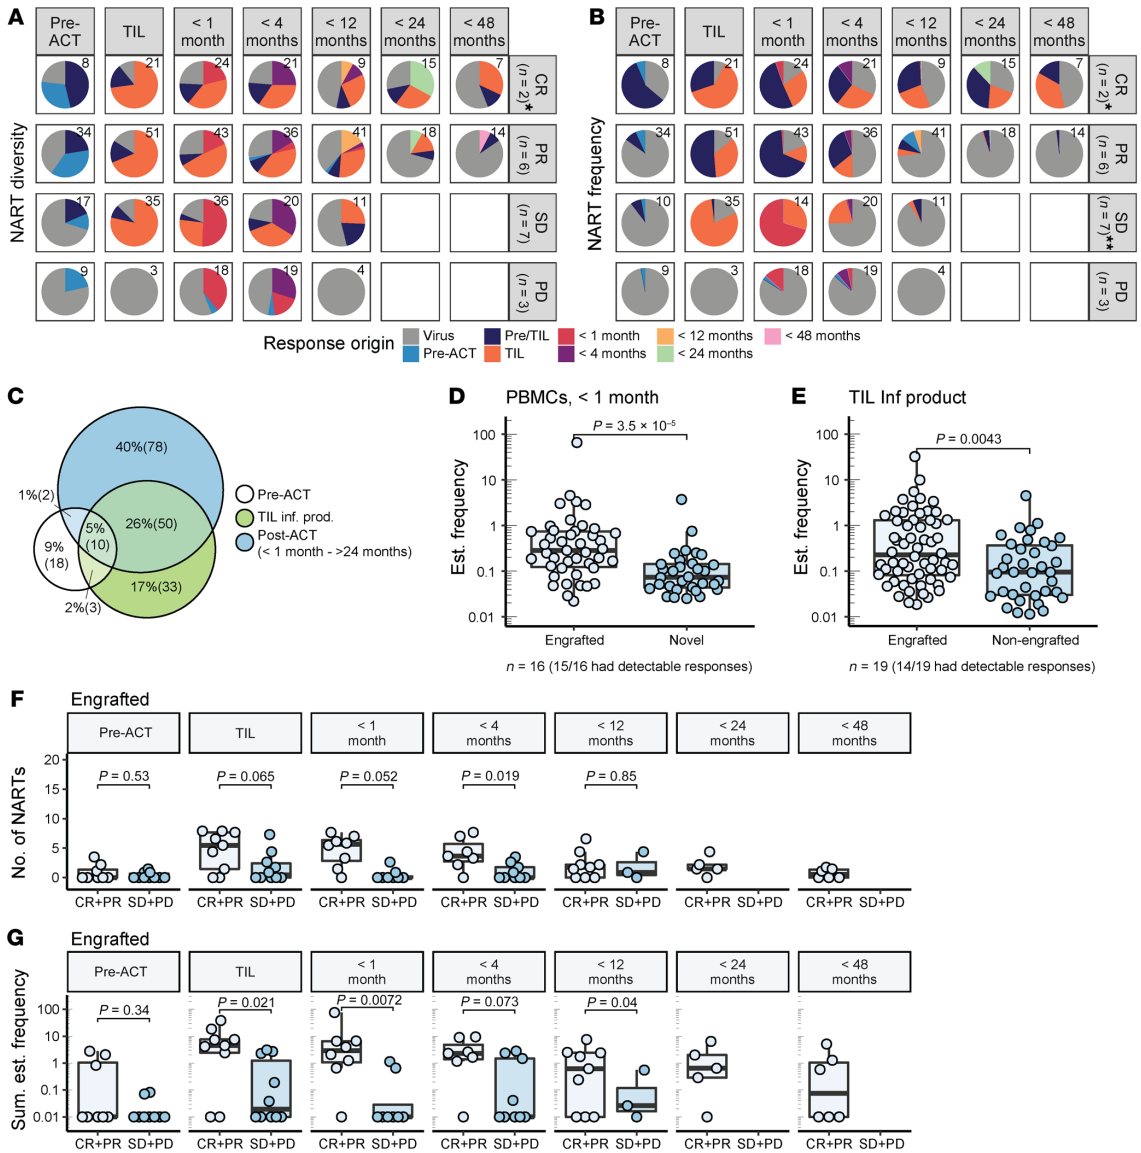 A
Pre-
ACT
TIL
< 1
month
< 4
months
< 12
months
< 24
months
< 48
months
NART diversity
8
21
24
21
9
15
7
CR
(n = 2)*
34
51
43
36
41
18
14
PR
(n = 6)
17
35
36
20
11
SD
(n = 7)
9
3
18
19
4
PD
(n = 3)
B
Pre-
ACT
TIL
< 1
month
< 4
months
< 12
months
< 24
months
< 48
months
NART frequency
8
21
24
21
9
15
7
CR
(n = 2)*
34
51
43
36
41
18
14
PR
(n = 6)
10
35
14
20
11
SD
(n = 7)**
9
3
18
19
4
PD
(n = 3)
Response origin
Virus
Pre/TIL
< 1 month
< 12 months
< 48 months
Pre-ACT
TIL
< 4 months
< 24 months
C
40%(78)
1%(2)
26%(50)
5%
(10)
9%
(18)
17%(33)
2%(3)
Pre-ACT
TIL inf. prod.
Post-ACT
(< 1 month - >24 months)
D
PBMCs, < 1 month
P = 3.5 × 10⁻⁵
Est. frequency
100
10
1
0.1
0.01
Engrafted
Novel
n = 16 (15/16 had detectable responses)
E
TIL Inf product
P = 0.0043
Est. frequency
100
10
1
0.1
0.01
Engrafted
Non-engrafted
n = 19 (14/19 had detectable responses)
F
Engrafted
Pre-ACT
TIL
< 1
month
< 4
months
< 12
months
< 24
months
< 48
months
No. of NARTs
20
15
10
5
0
P = 0.53
P = 0.065
P = 0.052
P = 0.019
P = 0.85
CR+PR SD+PD
CR+PR SD+PD
CR+PR SD+PD
CR+PR SD+PD
CR+PR SD+PD
CR+PR SD+PD
CR+PR SD+PD
G
Engrafted
Pre-ACT
TIL
< 1
month
< 4
months
< 12
months
< 24
months
< 48
months
Sum. est. frequency
100
10
1
0.1
0.01
P = 0.34
P = 0.021
P = 0.0072
P = 0.073
P = 0.04
CR+PR SD+PD
CR+PR SD+PD
CR+PR SD+PD
CR+PR SD+PD
CR+PR SD+PD
CR+PR SD+PD
CR+PR SD+PD